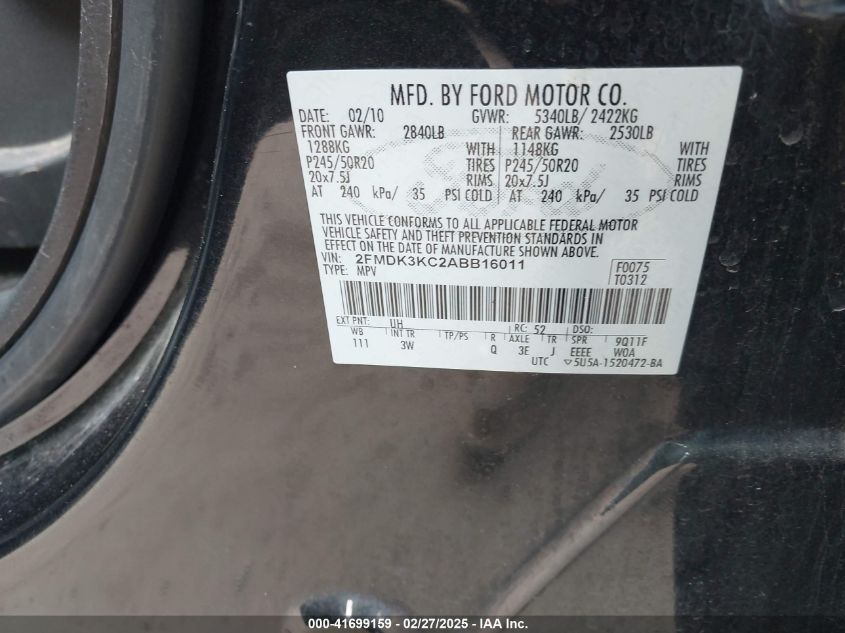 MFD. BY FORD MOTOR CO.
DATE: 02/10 GVWR: 5340LB/ 2422KG
FRONT GAWR: 2840LB REAR GAWR: 2530LB
1288KG WITH 1148KG WITH
P245/50R20 TIRES P245/50R20 TIRES
20x7.5J RIMS 20x7.5J RIMS
AT 240 kPa/ 35 PSI COLD AT 240 kPa/ 35 PSI COLD
THIS VEHICLE CONFORMS TO ALL APPLICABLE FEDERAL MOTOR
VEHICLE SAFETY AND THEFT PREVENTION STANDARDS IN
EFFECT ON THE DATE OF MANUFACTURE SHOWN ABOVE.
VIN: 2FMDK3KC2ABB16011 F0075
TYPE: MPV T0312
EXT PNT: UH RC: 52 DSO:
WB INT TR TP/PS R AXLE TR SPR 9Q11F
111 3W Q 3E J EEEE W0A
UTC 5U5A-1520472-BA
000-41699159 - 02/27/2025 - IAA Inc.